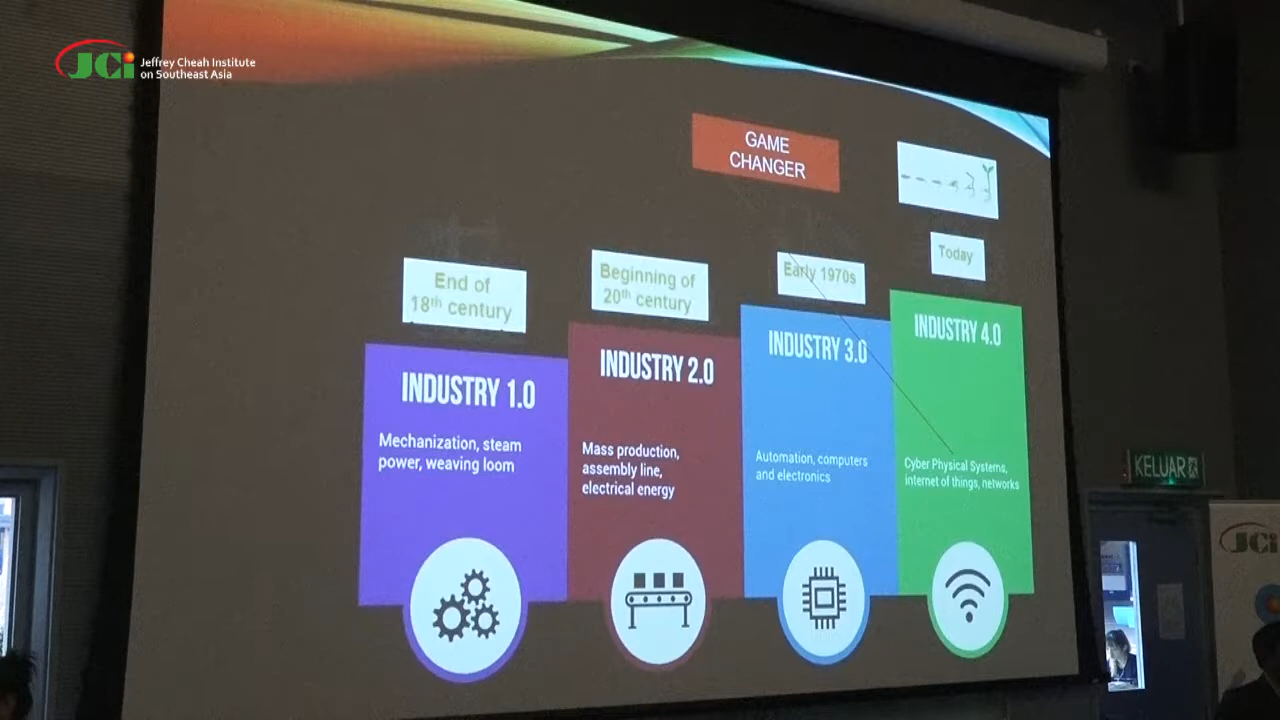 JCi Jeffrey Cheah Institute
on Southeast Asia
GAME
CHANGER
End of
18th century
Beginning of
20th century
Early 1970s
Today
INDUSTRY 1.0
Mechanization, steam
power, weaving loom
INDUSTRY 2.0
Mass production,
assembly line,
electrical energy
INDUSTRY 3.0
Automation, computers
and electronics
INDUSTRY 4.0
Cyber Physical Systems,
internet of things, networks
KELUAR
JCi